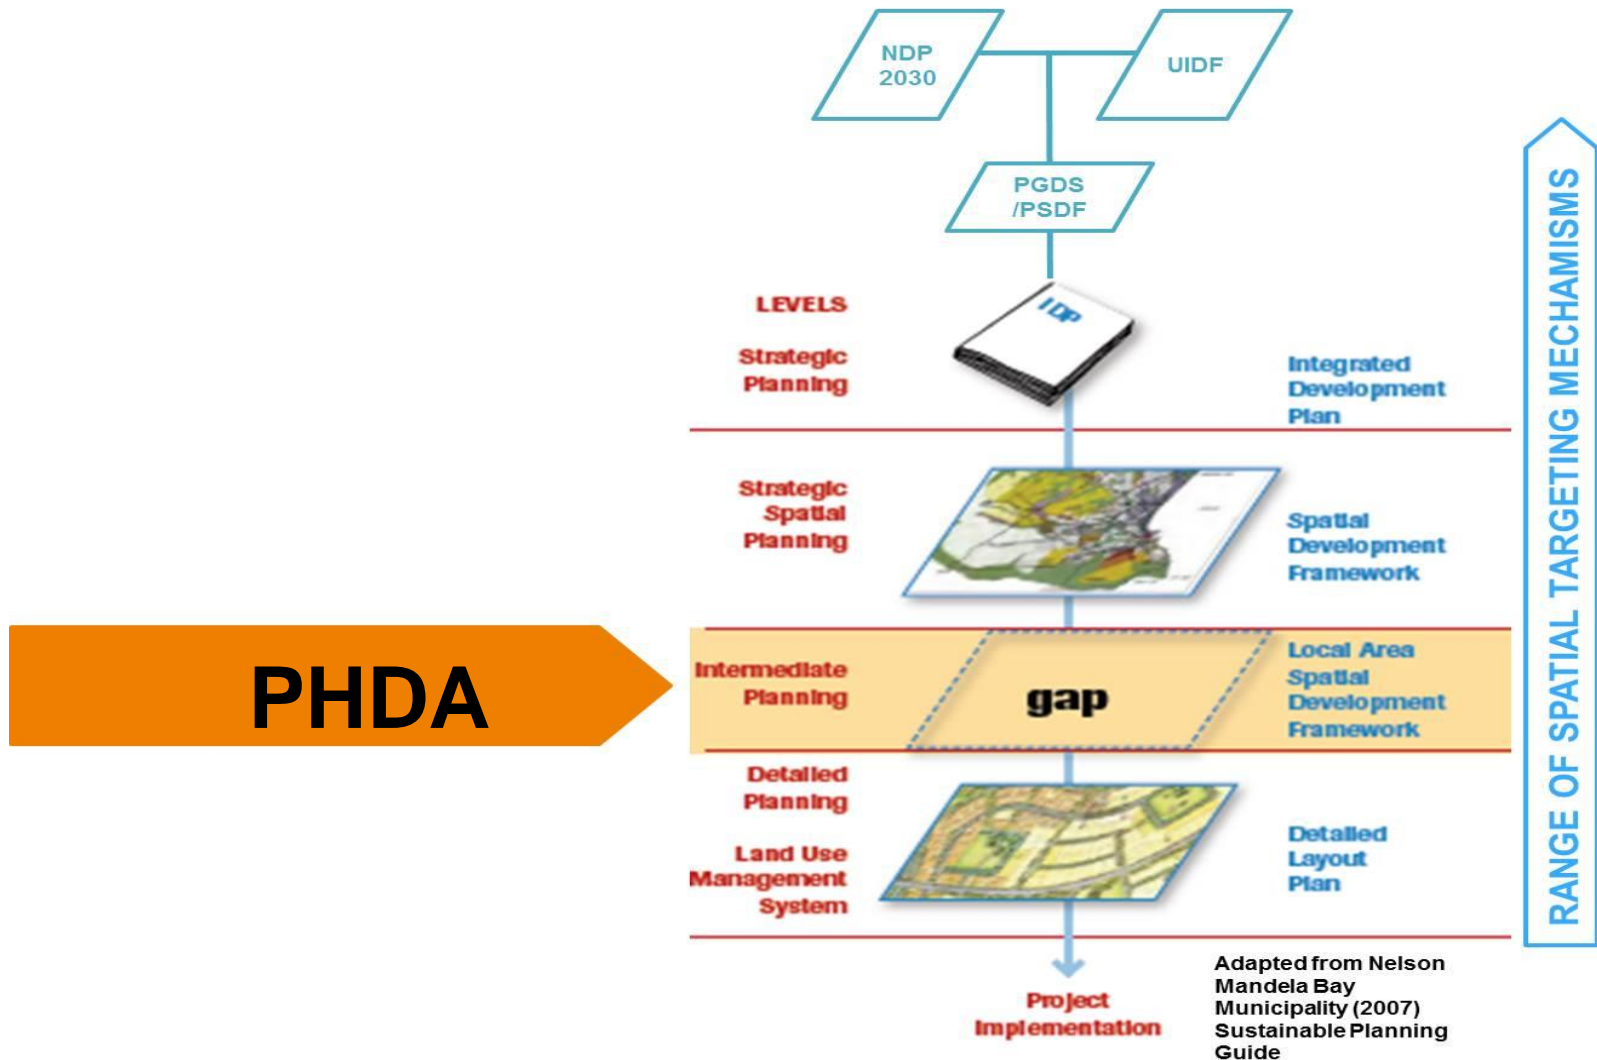 NDP
2030
UIDF
PGDS
/PSDF
LEVELS
IDP
Strategic
Planning
Integrated
Development
Plan
Strategic
Spatial
Planning
Spatial
Development
Framework
PHDA
Intermediate
Planning
gap
Local Area
Spatial
Development
Framework
Detailed
Planning
Land Use
Management
System
Detailed
Layout
Plan
Project
Implementation
Adapted from Nelson
Mandela Bay
Municipality (2007)
Sustainable Planning
Guide
RANGE OF SPATIAL TARGETING MECHAMISMS